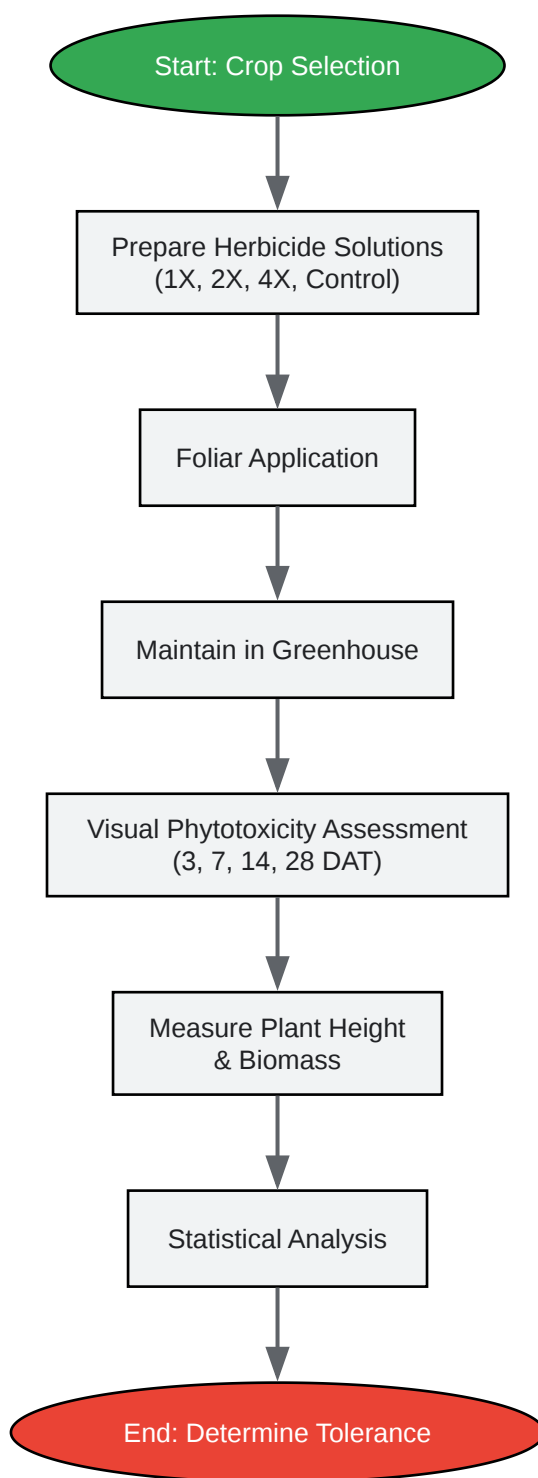 Start: Crop Selection
Prepare Herbicide Solutions
(1X, 2X, 4X, Control)
Foliar Application
Maintain in Greenhouse
Visual Phytotoxicity Assessment
(3, 7, 14, 28 DAT)
Measure Plant Height
& Biomass
Statistical Analysis
End: Determine Tolerance